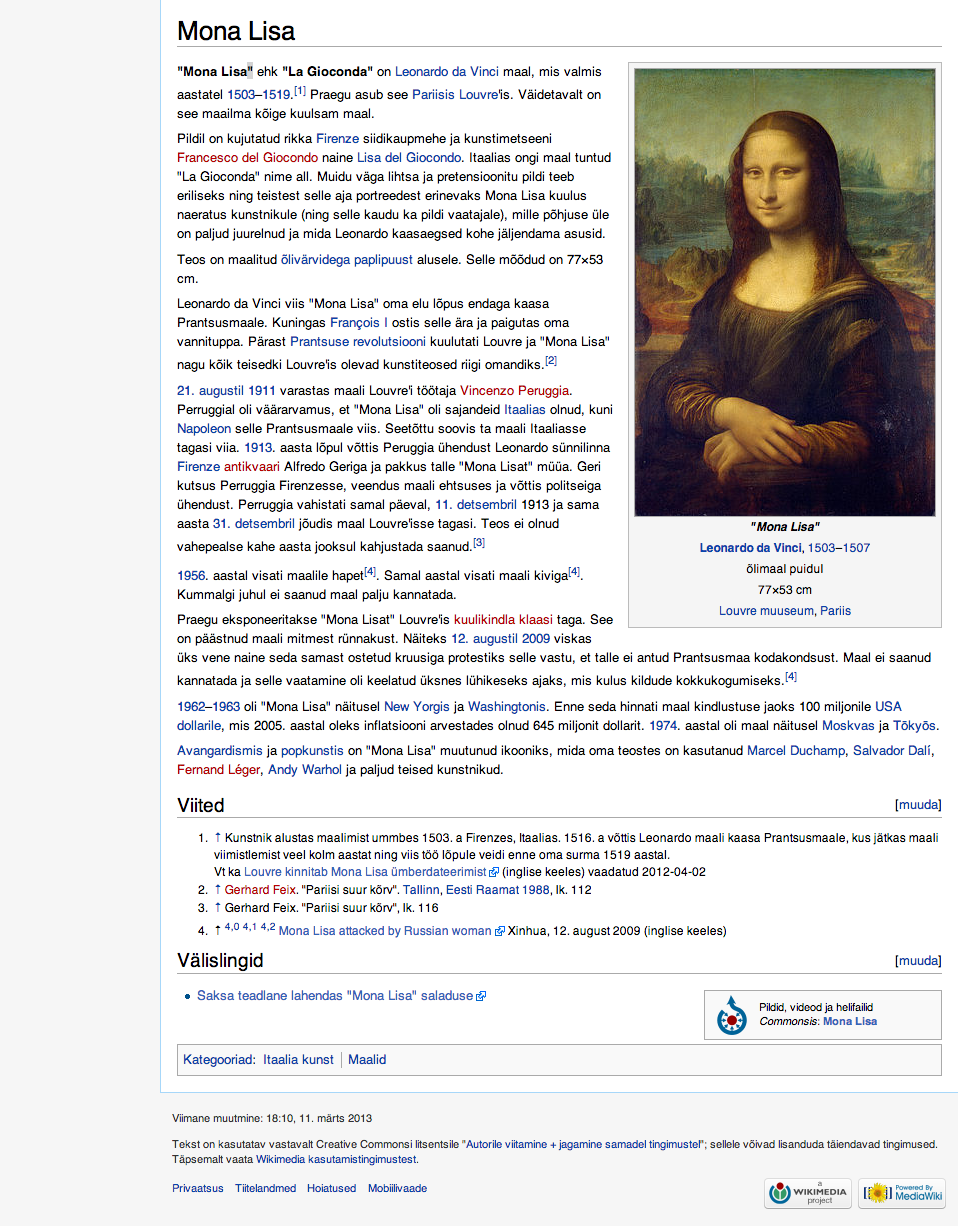 Mona Lisa
"Mona Lisa" ehk "La Gioconda" on Leonardo da Vinci maal, mis valmis
aastatel 1503–1519.[1] Praegu asub see Pariisis Louvre'is. Väidetavalt on
see maailma kõige kuulsam maal.
Pildil on kujutatud rikka Firenze siidikaupmehe ja kunstimetseeni
Francesco del Giocondo naine Lisa del Giocondo. Itaalias ongi maal tuntud
"La Gioconda" nime all. Muidu väga lihtsa ja pretensioonitu pildi teeb
eriliseks ning teistest selle aja portreedest erinevaks Mona Lisa kuulus
naeratus kunstnikule (ning selle kaudu ka pildi vaatajale), mille põhjuse üle
on paljud juurelnud ja mida Leonardo kaasaegsed kohe jäljendama asusid.
Teos on maalitud õlivärvidega paplipuust alusele. Selle mõõdud on 77×53
cm.
Leonardo da Vinci viis "Mona Lisa" oma elu lõpus endaga kaasa
Prantsusmaale. Kuningas François I ostis selle ära ja paigutas oma
vannituppa. Pärast Prantsuse revolutsiooni kuulutati Louvre ja "Mona Lisa"
nagu kõik teisedki Louvre'is olevad kunstiteosed riigi omandiks.[2]
21. augustil 1911 varastas maali Louvre'i töötaja Vincenzo Peruggia.
Perruggial oli väärarvamus, et "Mona Lisa" oli sajandeid Itaalias olnud, kuni
Napoleon selle Prantsusmaale viis. Seetõttu soovis ta maali Itaaliasse
tagasi viia. 1913. aasta lõpul võttis Peruggia ühendust Leonardo sünnilinna
Firenze antikvaari Alfredo Geriga ja pakkus talle "Mona Lisat" müüa. Geri
kutsus Perruggia Firenzesse, veendus maali ehtsuses ja võttis politseiga
ühendust. Perruggia vahistati samal päeval, 11. detsembril 1913 ja sama
aasta 31. detsembril jõudis maal Louvre'isse tagasi. Teos ei olnud
vahepealse kahe aasta jooksul kahjustada saanud.[3]
1956. aastal visati maalile hapet[4]. Samal aastal visati maali kiviga[4].
Kummalgi juhul ei saanud maal palju kannatada.
Praegu eksponeeritakse "Mona Lisat" Louvre'is kuulikindla klaasi taga. See
on päästnud maali mitmest rünnakust. Näiteks 12. augustil 2009 viskas
üks vene naine seda samast ostetud kruusiga protestiks selle vastu, et talle ei antud Prantsusmaa kodakondsust. Maal ei saanud
kannatada ja selle vaatamine oli keelatud üksnes lühikeseks ajaks, mis kulus kildude kokkukogumiseks.[4]
1962–1963 oli "Mona Lisa" näitusel New Yorgis ja Washingtonis. Enne seda hinnati maal kindlustuse jaoks 100 miljonile USA
dollarile, mis 2005. aastal oleks inflatsiooni arvestades olnud 645 miljonit dollarit. 1974. aastal oli maal näitusel Moskvas ja Tōkyōs.
Avangardismis ja popkunstis on "Mona Lisa" muutunud ikooniks, mida oma teostes on kasutanud Marcel Duchamp, Salvador Dalí,
Fernand Léger, Andy Warhol ja paljud teised kunstnikud.
"Mona Lisa"
Leonardo da Vinci, 1503–1507
õlimaal puidul
77×53 cm
Louvre muuseum, Pariis
Viited [muuda]
1. ↑ Kunstnik alustas maalimist ummbes 1503. a Firenzes, Itaalias. 1516. a võttis Leonardo maali kaasa Prantsusmaale, kus jätkas maali
viimistlemist veel kolm aastat ning viis töö lõpule veidi enne oma surma 1519 aastal.
Vt ka Louvre kinnitab Mona Lisa ümberdateerimist (inglise keeles) vaadatud 2012-04-02
2. ↑ Gerhard Feix. "Pariisi suur kõrv". Tallinn, Eesti Raamat 1988, lk. 112
3. ↑ Gerhard Feix. "Pariisi suur kõrv", lk. 116
4. ↑ 4,0 4,1 4,2 Mona Lisa attacked by Russian woman Xinhua, 12. august 2009 (inglise keeles)
Välislingid [muuda]
• Saksa teadlane lahendas "Mona Lisa" saladuse
Pildid, videod ja helifailid
Commonsis: Mona Lisa
Kategooriad: Itaalia kunst | Maalid
Viimane muutmine: 18:10, 11. märts 2013
Tekst on kasutatav vastavalt Creative Commonsi litsentsile "Autorile viitamine + jagamine samadel tingimustel"; sellele võivad lisanduda täiendavad tingimused.
Täpsemalt vaata Wikimedia kasutamistingimustest.
Privaatsus Tiitelandmed Hoiatused Mobiilivaade
a
WIKIMEDIA
project
Powered By
MediaWiki